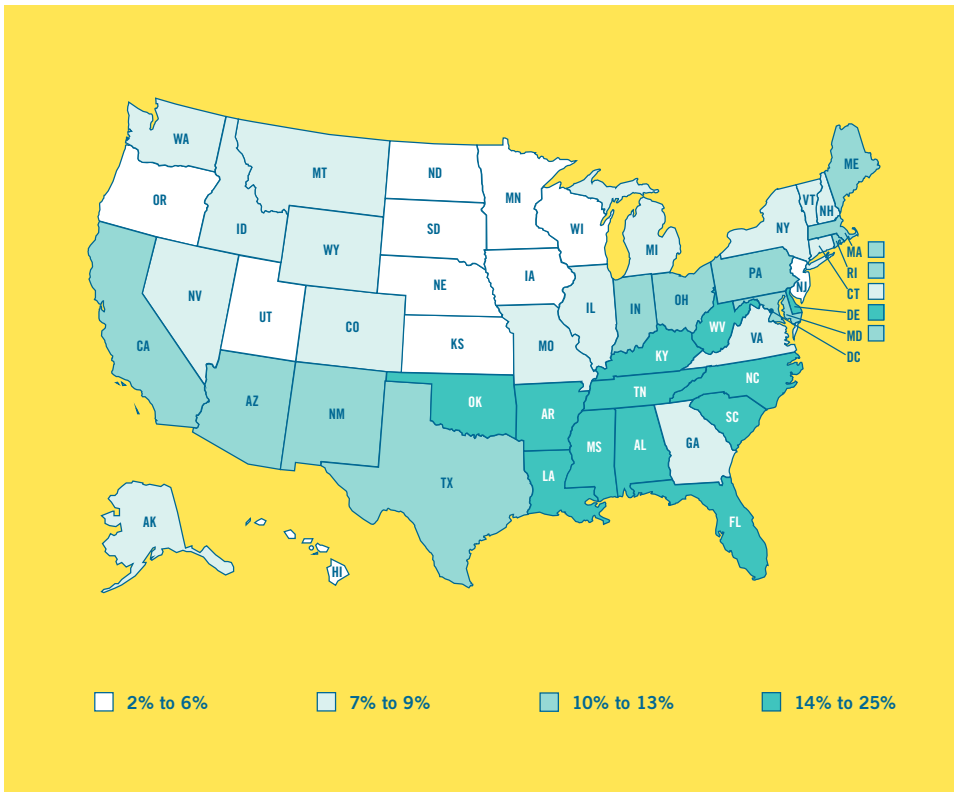 WA
MT
ND
MN
ME
OR
ID
SD
WI
VT
NH
NY
MI
WY
MA
RI
CT
DE
MD
DC
NV
UT
CO
NE
IA
IL
IN
OH
PA
NJ
CA
KS
MO
WV
VA
KY
AZ
NM
OK
AR
TN
NC
SC
MS
AL
GA
TX
LA
FL
AK
HI
2% to 6%
7% to 9%
10% to 13%
14% to 25%